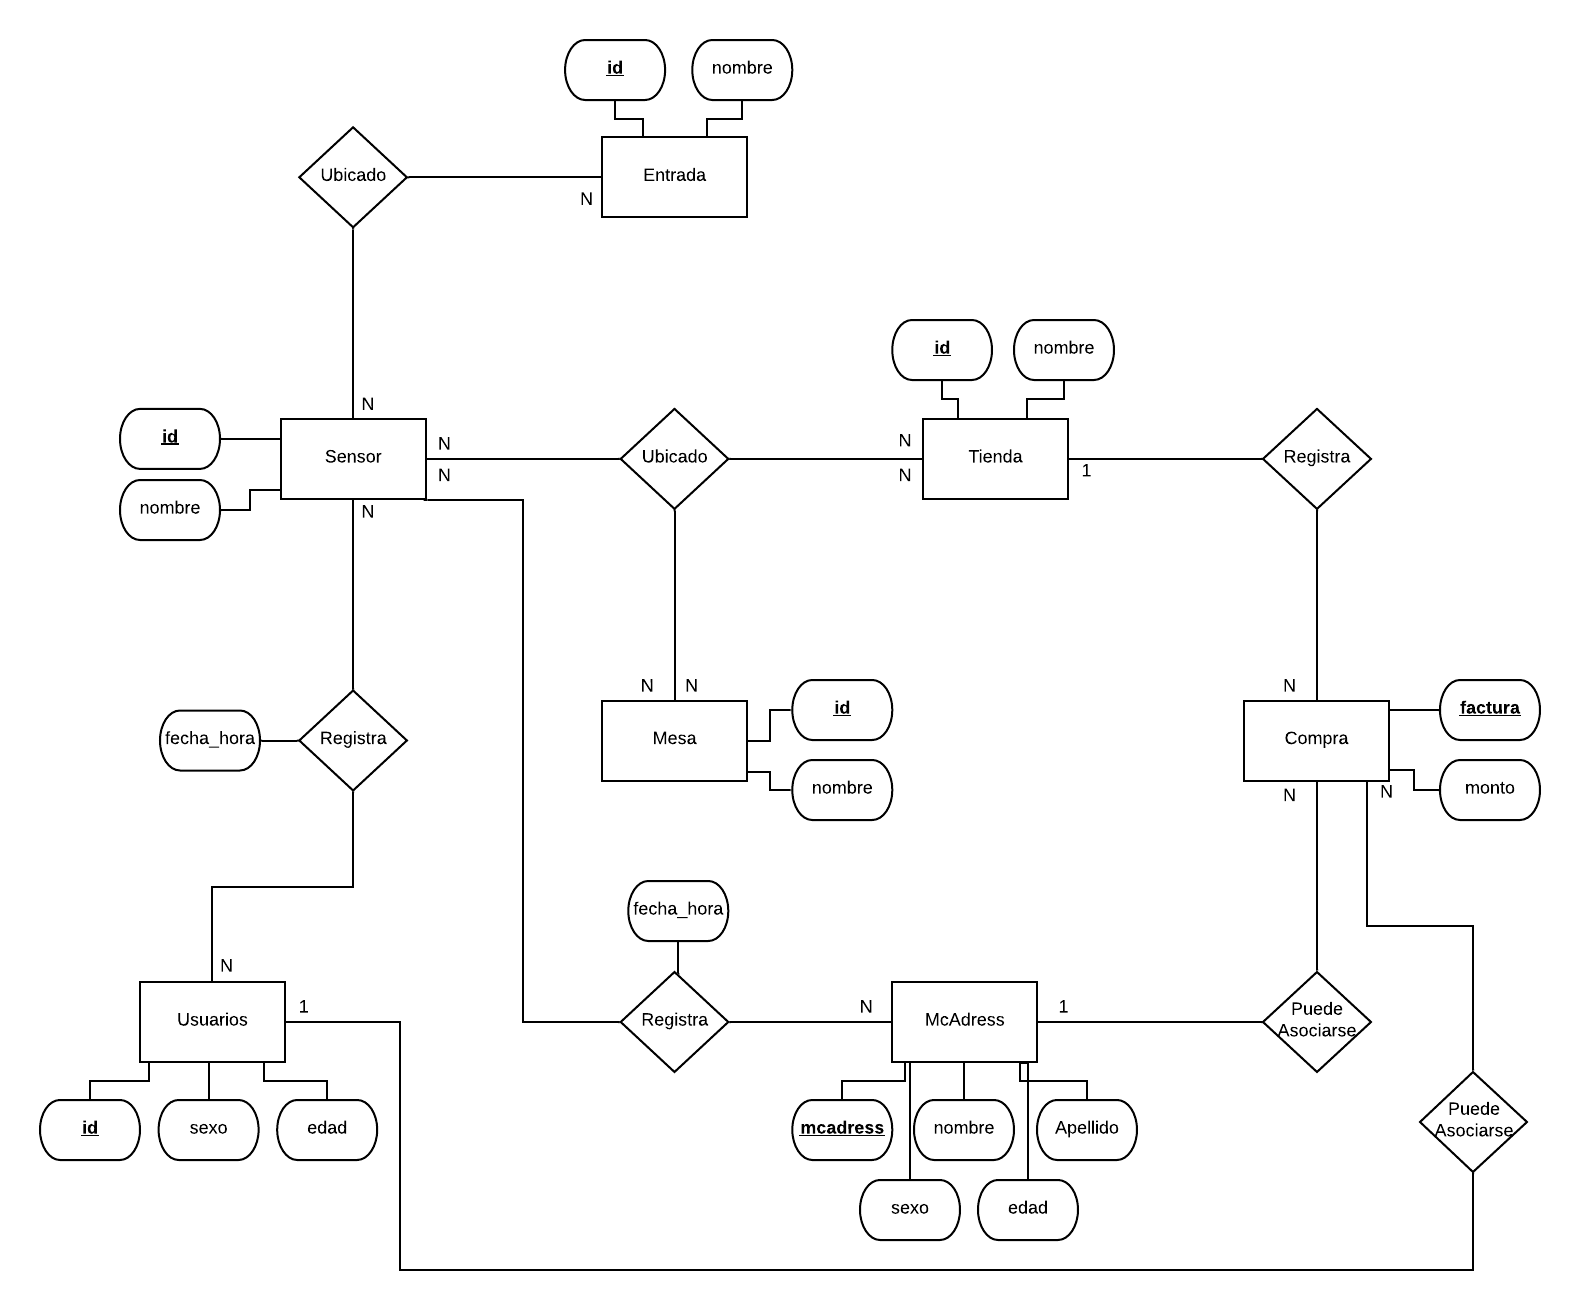 id
nombre
Ubicado
Entrada
N
id
nombre
N
id
nombre
Sensor
N
N
N
Ubicado
N
N
Tienda
1
Registra
N
N
id
nombre
Mesa
N
factura
monto
Compra
N
N
fecha_hora
Registra
fecha_hora
N
Usuarios
1
Registra
N
McAdress
1
Puede
Asociarse
id
sexo
edad
mcadress
nombre
Apellido
sexo
edad
Puede
Asociarse